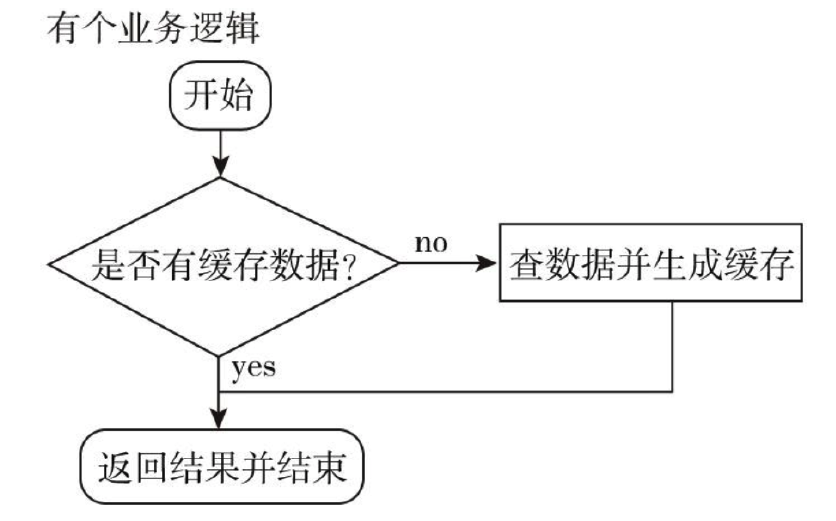 有个业务逻辑
开始
是否有缓存数据?
no
查数据并生成缓存
yes
返回结果并结束